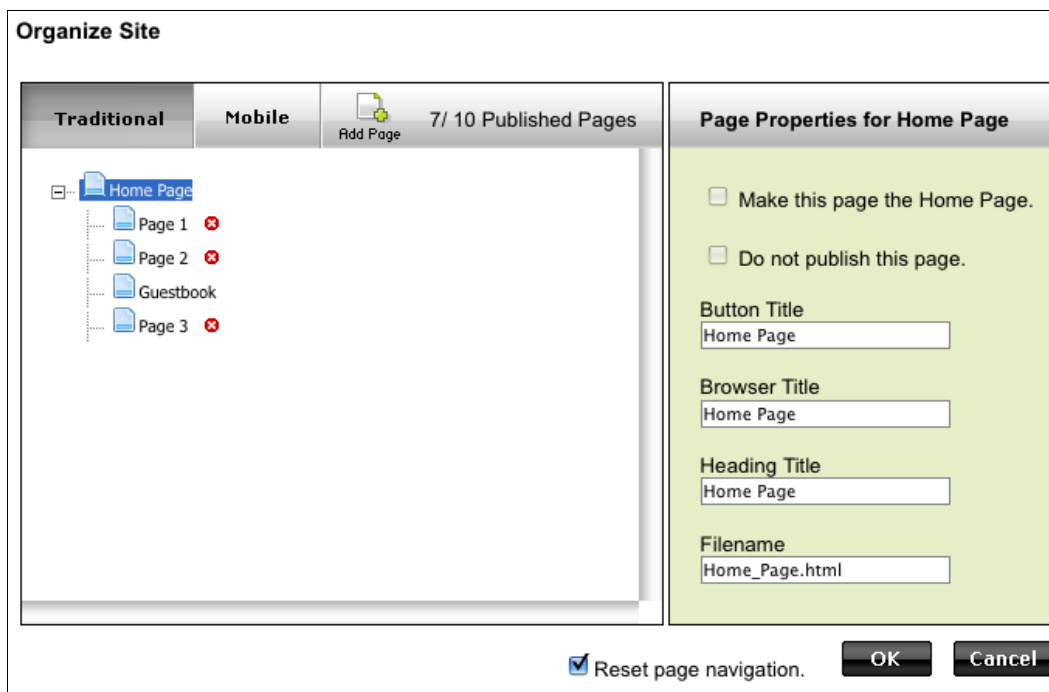 Organize Site
Traditional
Mobile
Add Page
7/ 10 Published Pages
Home Page
Page 1
Page 2
Guestbook
Page 3
Page Properties for Home Page
Make this page the Home Page.
Do not publish this page.
Button Title
Home Page
Browser Title
Home Page
Heading Title
Home Page
Filename
Home_Page.html
Reset page navigation.
OK
Cancel